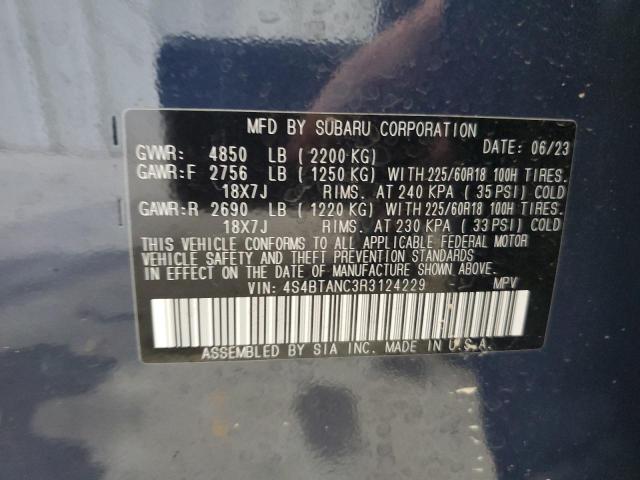 MFD BY SUBARU CORPORATION
DATE: 06/23
GVWR: 4850 LB (2200 KG)
GAWR:F 2756 LB (1250 KG) WITH 225/60R18 100H TIRES.
18X7J RIMS. AT 240 KPA (35 PSI) COLD
GAWR:R 2690 LB (1220 KG) WITH 225/60R18 100H TIRES.
18X7J RIMS. AT 230 KPA (33 PSI) COLD
THIS VEHICLE CONFORMS TO ALL APPLICABLE FEDERAL MOTOR
VEHICLE SAFETY AND THEFT PREVENTION STANDARDS
IN EFFECT ON THE DATE OF MANUFACTURE SHOWN ABOVE.
VIN: 4S4BTANC3R3124229 MPV
ASSEMBLED BY SIA INC. MADE IN U.S.A.